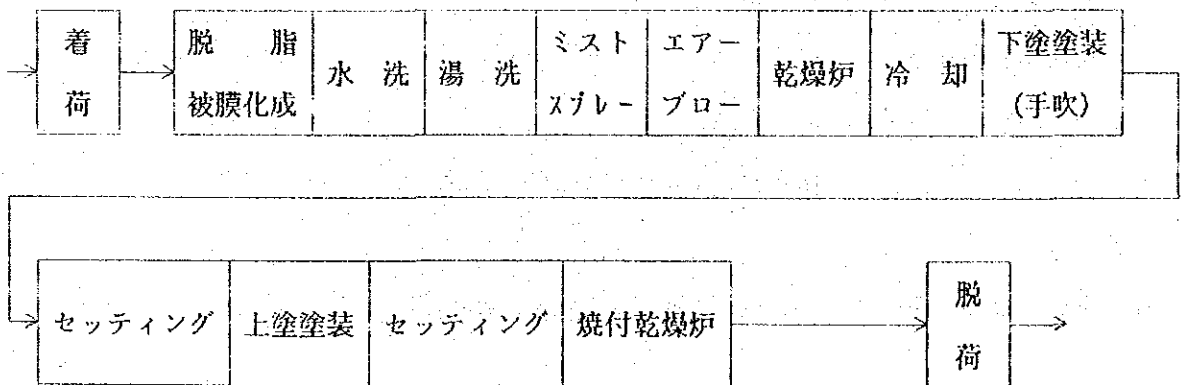 着荷
脱脂
被膜化成
水洗
湯洗
ミスト
スプレー
エアー
ブロー
乾燥炉
冷却
下塗塗装
(手吹)
セッティング
上塗塗装
セッティング
焼付乾燥炉
脱荷